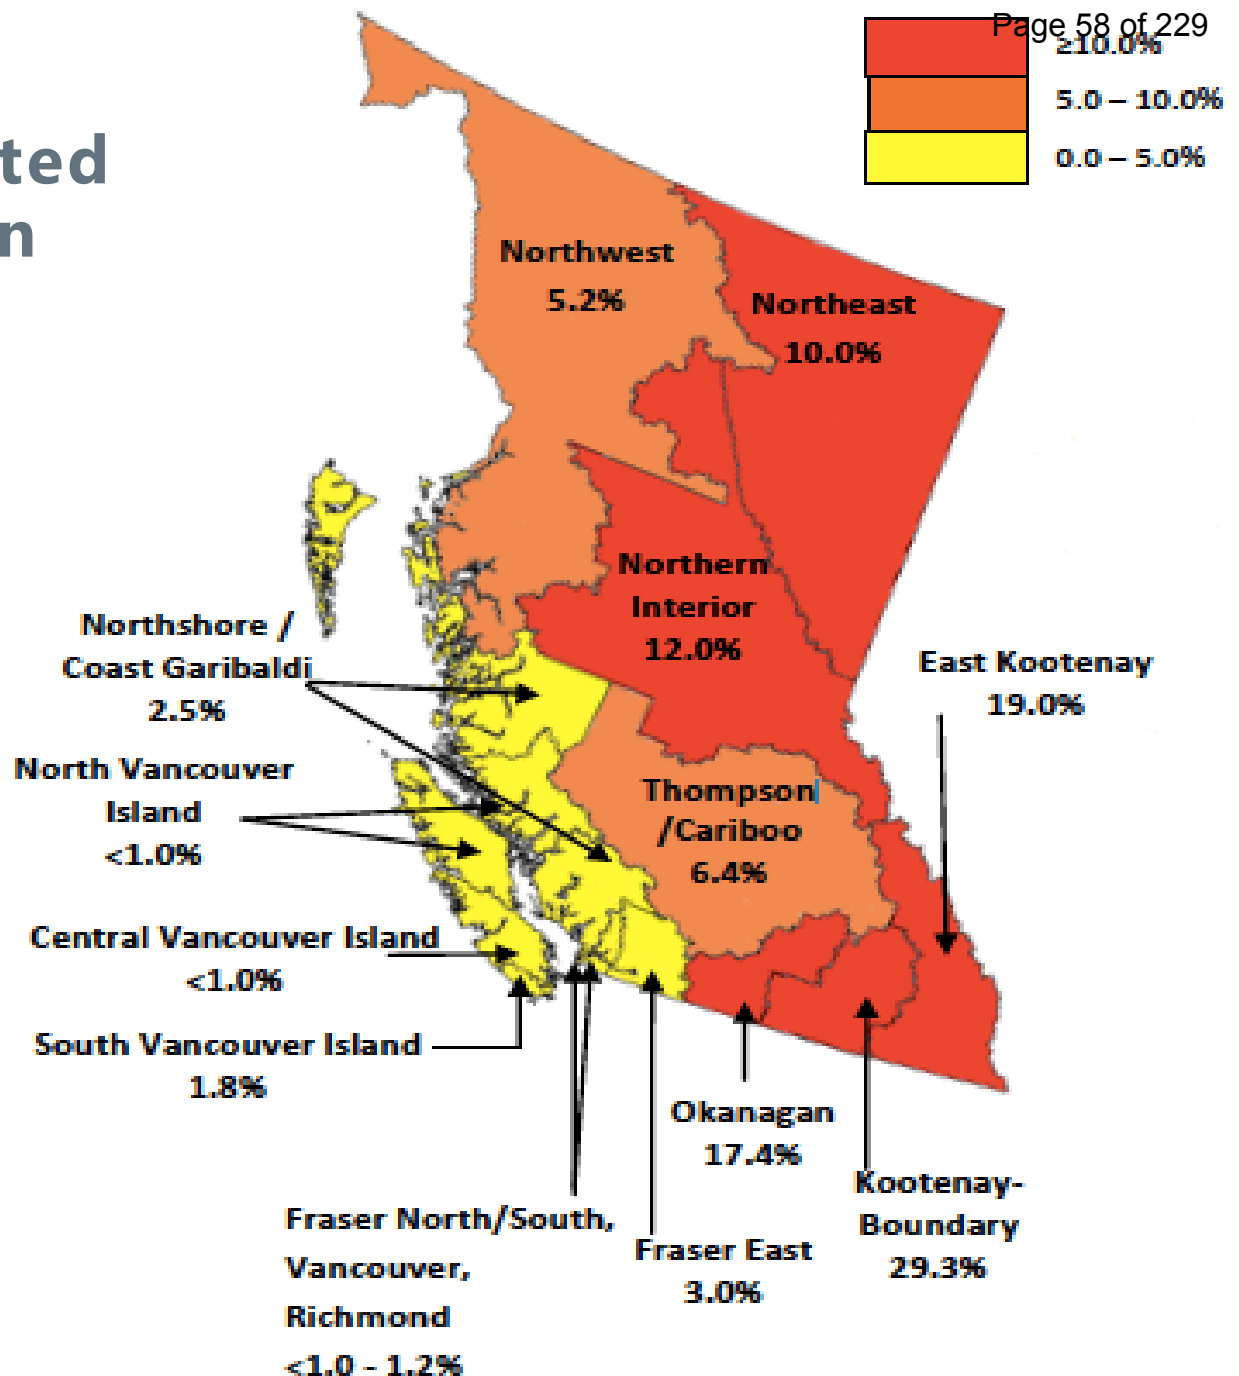 Page 58 of 229
≥10.0%
5.0 – 10.0%
0.0 – 5.0%
ted
n
Northwest
5.2%
Northeast
10.0%
Northern
Interior
12.0%
Northshore /
Coast Garibaldi
2.5%
East Kootenay
19.0%
North Vancouver
Island
<1.0%
Thompson
/Cariboo
6.4%
Central Vancouver Island
<1.0%
South Vancouver Island
1.8%
Okanagan
17.4%
Kootenay-
Boundary
29.3%
Fraser North/South,
Vancouver,
Richmond
<1.0 - 1.2%
Fraser East
3.0%